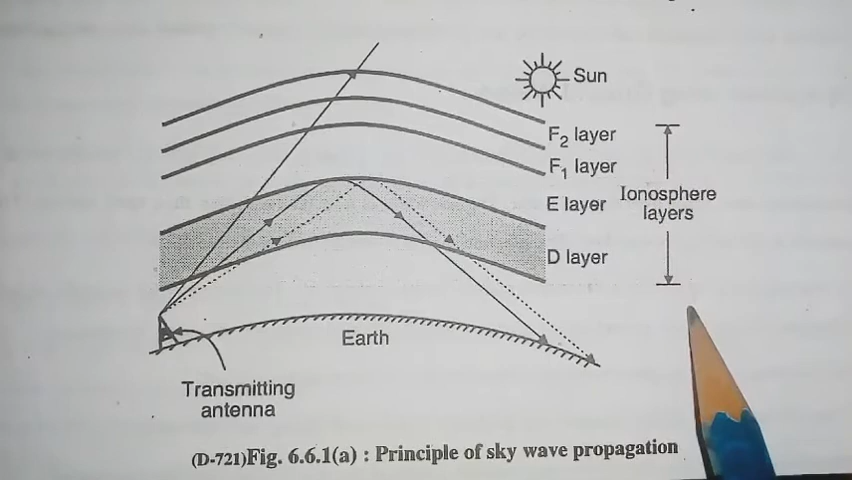 Sun
F₂ layer
F₁ layer
E layer
Ionosphere
layers
D layer
Earth
Transmitting
antenna
(D-721)Fig. 6.6.1(a) : Principle of sky wave propagation